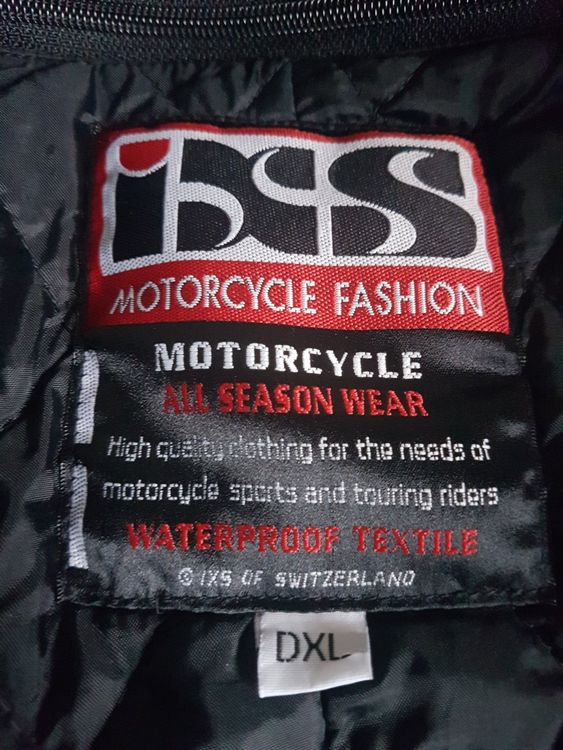 iXS
MOTORCYCLE FASHION
MOTORCYCLE
ALL SEASON WEAR
High quality clothing for the needs of
motorcycle sports and touring riders
WATERPROOF TEXTILE
© IXS OF SWITZERLAND
DXL